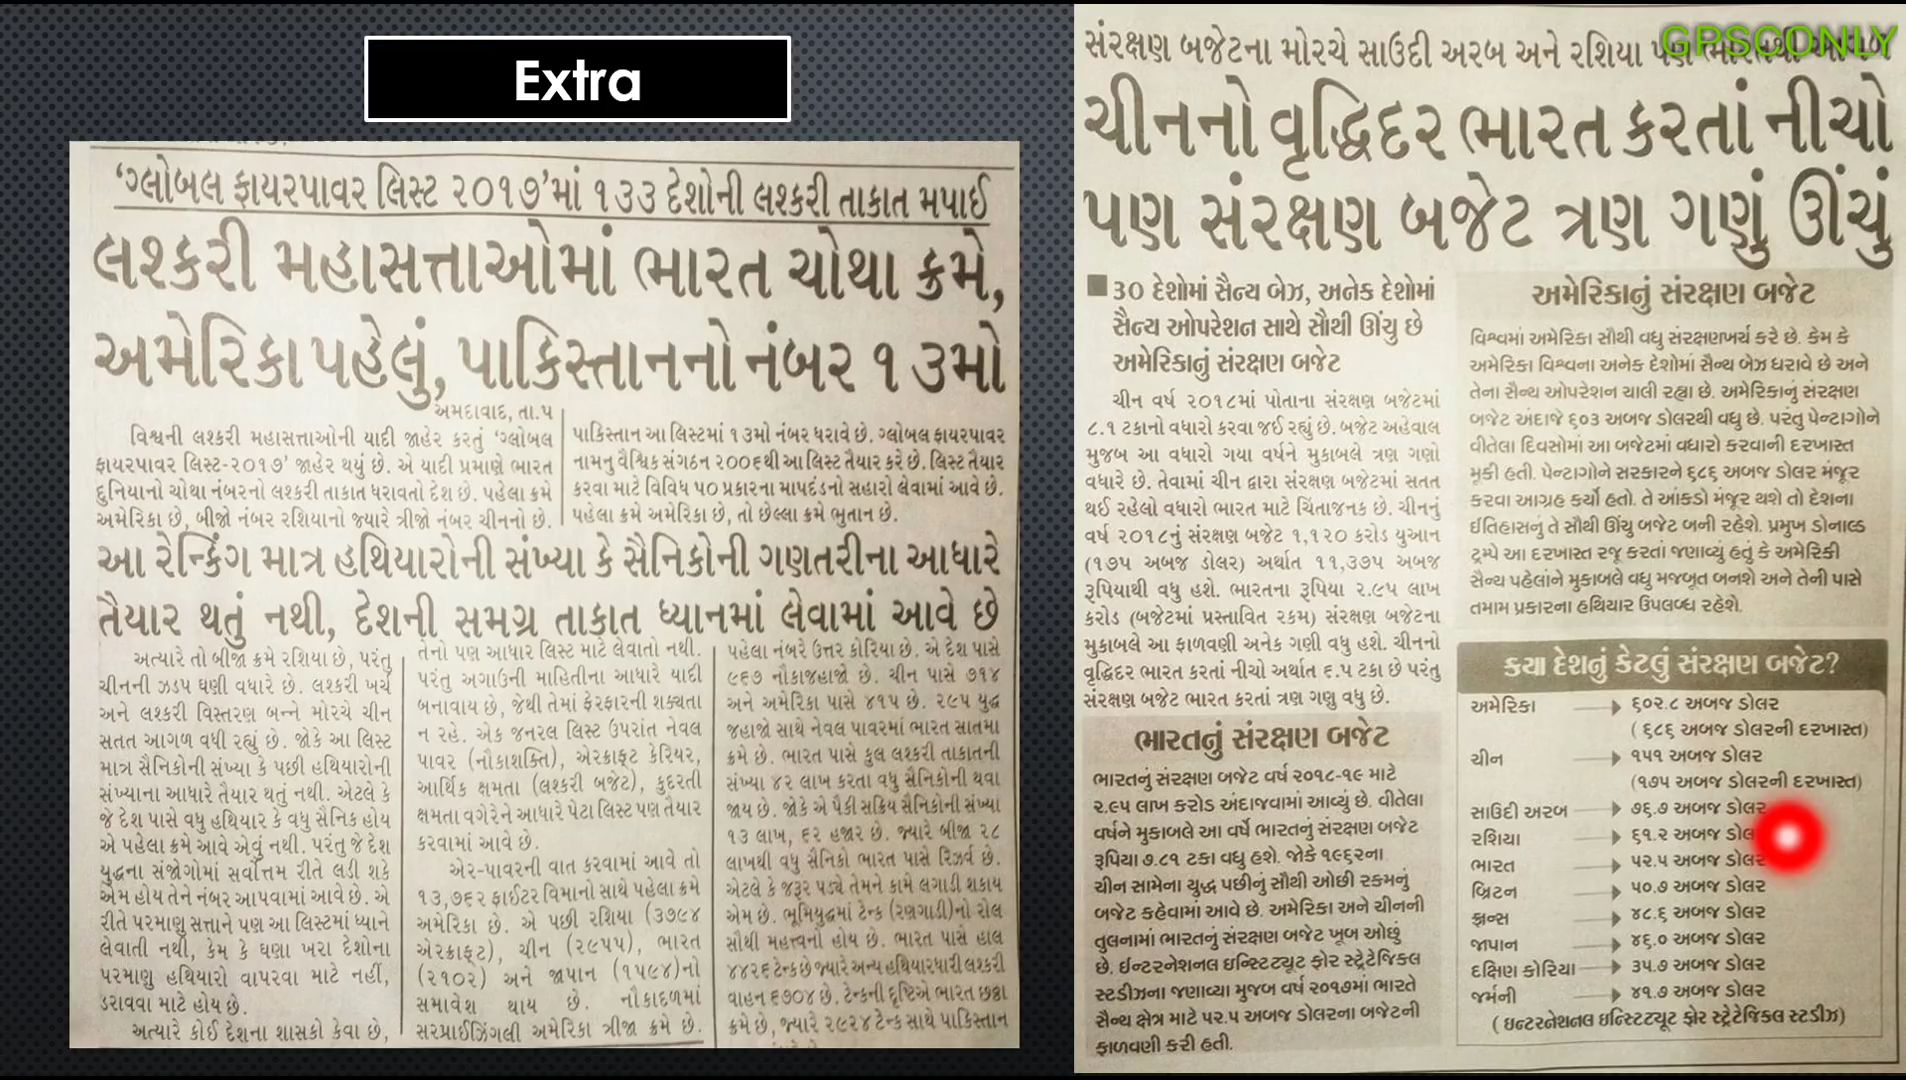 Extra
'ગ્લોબલ ફાયરપાવર લિસ્ટ ૨૦૧૭'માં ૧૩૩ દેશોની લશ્કરી તાકાત મપાઈ
લશ્કરી મહાસત્તાઓમાં ભારત ચોથા ક્રમે,
અમેરિકા પહેલું, પાકિસ્તાનનો નંબર ૧૩મો
અમદાવાદ, તા.૫
વિશ્વની લશ્કરી મહાસત્તાઓની યાદી જાહેર કરતું 'ગ્લોબલ
ફાયરપાવર લિસ્ટ-૨૦૧૭' જાહેર થયું છે. એ યાદી પ્રમાણે ભારત
દુનિયાનો ચોથા નંબરનો લશ્કરી તાકાત ધરાવતો દેશ છે. પહેલા ક્રમે
અમેરિકા છે, બીજો નંબર રશિયાનો જ્યારે ત્રીજો નંબર ચીનનો છે.
પાકિસ્તાન આ લિસ્ટમાં ૧૩મો નંબર ધરાવે છે. ગ્લોબલ ફાયરપાવર
નામનુ વૈશ્વિક સંગઠન ૨૦૦૬થી આ લિસ્ટ તૈયાર કરે છે. લિસ્ટ તૈયાર
કરવા માટે વિવિધ ૫૦ પ્રકારના માપદંડનો સહારો લેવામાં આવે છે.
પહેલા ક્રમે અમેરિકા છે, તો છેલ્લા ક્રમે ભુતાન છે.
આ રેન્કિંગ માત્ર હથિયારોની સંખ્યા કે સૈનિકોની ગણતરીના આધારે
તૈયાર થતું નથી, દેશની સમગ્ર તાકાત ધ્યાનમાં લેવામાં આવે છે
અત્યારે તો બીજા ક્રમે રશિયા છે, પરંતુ
ચીનની ઝડપ ઘણી વધારે છે. લશ્કરી ખર્ચ
અને લશ્કરી વિસ્તરણ બન્ને મોરચે ચીન
સતત આગળ વધી રહ્યું છે. જોકે આ લિસ્ટ
માત્ર સૈનિકોની સંખ્યા કે પછી હથિયારોની
સંખ્યાના આધારે તૈયાર થતું નથી. એટલે કે
જે દેશ પાસે વધુ હથિયાર કે વધુ સૈનિક હોય
એ પહેલા ક્રમે આવે એવું નથી. પરંતુ જે દેશ
યુદ્ધના સંજોગોમાં સર્વોત્તમ રીતે લડી શકે
એમ હોય તેને નંબર આપવામાં આવે છે. એ
રીતે પરમાણુ સત્તાને પણ આ લિસ્ટમાં ધ્યાને
લેવાતી નથી, કેમ કે ઘણા ખરા દેશોના
પરમાણુ હથિયારો વાપરવા માટે નહીં,
ડરાવવા માટે હોય છે.
અત્યારે કોઈ દેશના શાસકો કેવા છે,
તેનો પણ આધાર લિસ્ટ માટે લેવાતો નથી.
પરંતુ અગાઉની માહિતીના આધારે યાદી
બનાવાય છે, જેથી તેમાં ફેરફારની શક્યતા
ન રહે. એક જનરલ લિસ્ટ ઉપરાંત નેવલ
પાવર (નૌકાશક્તિ), એરક્રાફ્ટ કેરિયર,
આર્થિક ક્ષમતા (લશ્કરી બજેટ), કુદરતી
ક્ષમતા વગેરેને આધારે પેટા લિસ્ટ પણ તૈયાર
કરવામાં આવે છે.
એર-પાવરની વાત કરવામાં આવે તો
૧૩,૭૬૨ ફાઈટર વિમાનો સાથે પહેલા ક્રમે
અમેરિકા છે. એ પછી રશિયા (૩૭૯૪
એરક્રાફ્ટ), ચીન (૨૯૫૫), ભારત
(૨૧૦૨) અને જાપાન (૧૫૯૪)નો
સમાવેશ થાય છે. નૌકાદળમાં
સરપ્રાઈઝિંગલી અમેરિકા ત્રીજા ક્રમે છે.
પહેલા નંબરે ઉત્તર કોરિયા છે. એ દેશ પાસે
૯૬૭ નૌકાજહાજો છે. ચીન પાસે ૭૧૪
અને અમેરિકા પાસે ૪૧૫ છે. ૨૯૫ યુદ્ધ
જહાજો સાથે નેવલ પાવરમાં ભારત સાતમા
ક્રમે છે. ભારત પાસે કુલ લશ્કરી તાકાતની
સંખ્યા ૪૨ લાખ કરતા વધુ સૈનિકોની થવા
જાય છે. જોકે એ પૈકી સક્રિય સૈનિકોની સંખ્યા
૧૩ લાખ, ૬૨ હજાર છે. જ્યારે બીજા ૨૮
લાખથી વધુ સૈનિકો ભારત પાસે રિઝર્વ છે.
એટલે કે જરૂર પડ્યે તેમને કામે લગાડી શકાય
એમ છે. ભૂમિયુદ્ધમાં ટેન્ક (રણગાડી)નો રોલ
સૌથી મહત્ત્વનો હોય છે. ભારત પાસે હાલ
૪૪૨૬ ટેન્ક છે જ્યારે અન્ય હથિયારધારી લશ્કરી
વાહન ૬૭૦૪ છે. ટેન્કની દૃષ્ટિએ ભારત છઠ્ઠા
ક્રમે છે, જ્યારે ૨૯૨૪ ટેન્ક સાથે પાકિસ્તાન
GPSCONLY
સંરક્ષણ બજેટના મોરચે સાઉદી અરબ અને રશિયા પણ
ચીનનો વૃદ્ધિદર ભારત કરતાં નીચો
પણ સંરક્ષણ બજેટ ત્રણ ગણું ઊંચું
૩૦ દેશોમાં સૈન્ય બેઝ, અનેક દેશોમાં
સૈન્ય ઓપરેશન સાથે સૌથી ઊંચુ છે
અમેરિકાનું સંરક્ષણ બજેટ
ચીન વર્ષ ૨૦૧૮માં પોતાના સંરક્ષણ બજેટમાં
૮.૧ ટકાનો વધારો કરવા જઈ રહ્યું છે. બજેટ અહેવાલ
મુજબ આ વધારો ગયા વર્ષને મુકાબલે ત્રણ ગણો
વધારે છે. તેવામાં ચીન દ્વારા સંરક્ષણ બજેટમાં સતત
થઈ રહેલો વધારો ભારત માટે ચિંતાજનક છે. ચીનનું
વર્ષ ૨૦૧૮નું સંરક્ષણ બજેટ ૧,૧૨૦ કરોડ યુઆન
(૧૭૫ અબજ ડોલર) અર્થાત ૧૧,૩૭૫ અબજ
રૂપિયાથી વધુ હશે. ભારતના રૂપિયા ૨.૯૫ લાખ
કરોડ (બજેટમાં પ્રસ્તાવિત રકમ) સંરક્ષણ બજેટના
મુકાબલે આ ફાળવણી અનેક ગણી વધુ હશે. ચીનનો
વૃદ્ધિદર ભારત કરતાં નીચો અર્થાત ૬.૫ ટકા છે પરંતુ
સંરક્ષણ બજેટ ભારત કરતાં ત્રણ ગણુ વધુ છે.
ભારતનું સંરક્ષણ બજેટ
ભારતનું સંરક્ષણ બજેટ વર્ષ ૨૦૧૮-૧૯ માટે
૨.૯૫ લાખ કરોડ અંદાજવામાં આવ્યું છે. વીતેલા
વર્ષને મુકાબલે આ વર્ષે ભારતનું સંરક્ષણ બજેટ
રૂપિયા ૭.૮૧ ટકા વધુ હશે. જોકે ૧૯૬૨ના
ચીન સામેના યુદ્ધ પછીનું સૌથી ઓછી રકમનું
બજેટ કહેવામાં આવે છે. અમેરિકા અને ચીનની
તુલનામાં ભારતનું સંરક્ષણ બજેટ ખૂબ ઓછું
છે. ઈન્ટરનેશનલ ઇન્સ્ટિટ્યૂટ ફોર સ્ટ્રેટેજિકલ
સ્ટડીઝના જણાવ્યા મુજબ વર્ષ ૨૦૧૭માં ભારતે
સૈન્ય ક્ષેત્ર માટે ૫૨.૫ અબજ ડોલરના બજેટની
ફાળવણી કરી હતી.
અમેરિકાનું સંરક્ષણ બજેટ
વિશ્વમાં અમેરિકા સૌથી વધુ સંરક્ષણખર્ચ કરે છે. કેમ કે
અમેરિકા વિશ્વના અનેક દેશોમાં સૈન્ય બેઝ ધરાવે છે અને
તેના સૈન્ય ઓપરેશન ચાલી રહ્યા છે. અમેરિકાનું સંરક્ષણ
બજેટ અંદાજે ૬૦૩ અબજ ડોલરથી વધુ છે. પરંતુ પેન્ટાગોને
વીતેલા દિવસોમાં આ બજેટમાં વધારો કરવાની દરખાસ્ત
મૂકી હતી. પેન્ટાગોને સરકારને ૬૮૬ અબજ ડોલર મંજૂર
કરવા આગ્રહ કર્યો હતો. તે આંકડો મંજૂર થશે તો દેશના
ઈતિહાસનું તે સૌથી ઊંચુ બજેટ બની રહેશે. પ્રમુખ ડોનાલ્ડ
ટ્રમ્પે આ દરખાસ્ત રજૂ કરતાં જણાવ્યું હતું કે અમેરિકી
સૈન્ય પહેલાંને મુકાબલે વધુ મજબૂત બનશે અને તેની પાસે
તમામ પ્રકારના હથિયાર ઉપલબ્ધ રહેશે.
ક્યા દેશનું કેટલું સંરક્ષણ બજેટ?
અમેરિકા ૬૦૨.૮ અબજ ડોલર
(૬૮૬ અબજ ડોલરની દરખાસ્ત)
ચીન ૧૫૧ અબજ ડોલર
(૧૭૫ અબજ ડોલરની દરખાસ્ત)
સાઉદી અરબ ૭૬.૭ અબજ ડોલર
રશિયા ૬૧.૨ અબજ
ભારત ૫૨.૫ અબજ ડોલર
બ્રિટન ૫૦.૭ અબજ ડોલર
ફ્રાન્સ ૪૮.૬ અબજ ડોલર
જાપાન ૪૬.૦ અબજ ડોલર
દક્ષિણ કોરિયા ૩૫.૭ અબજ ડોલર
જર્મની ૪૧.૭ અબજ ડોલર
(ઇન્ટરનેશનલ ઇન્સ્ટિટ્યૂટ ફોર સ્ટ્રેટેજિકલ સ્ટડીઝ)